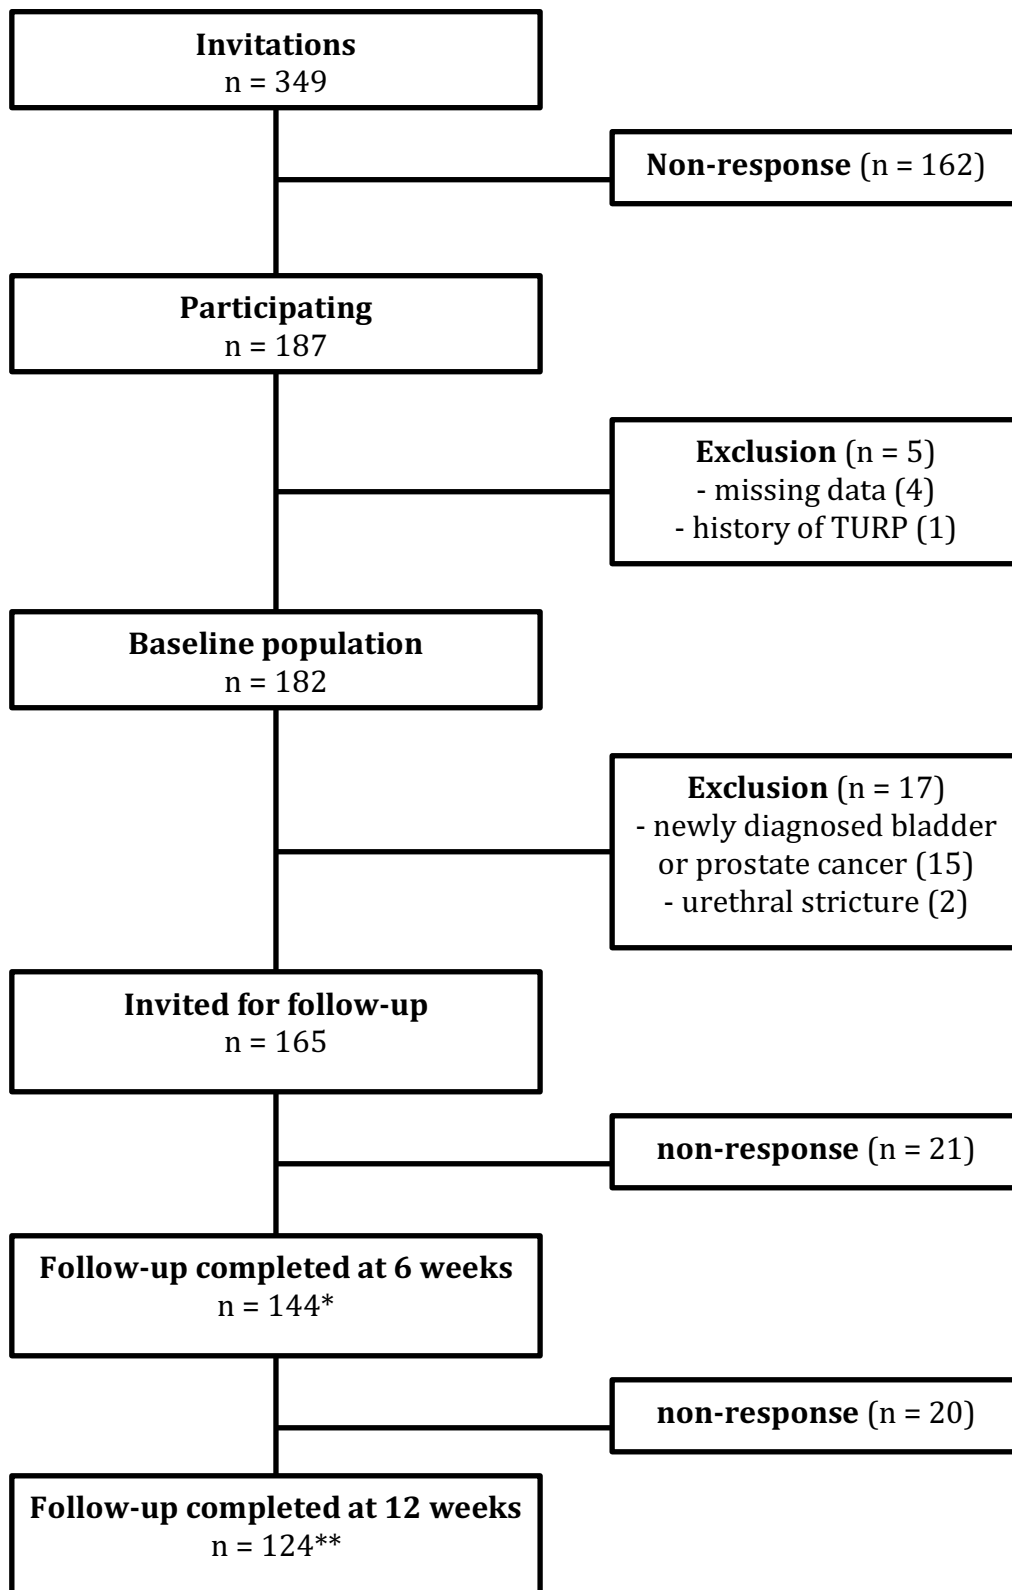 Invitations
n = 349
Non-response (n = 162)
Participating
n = 187
Exclusion (n = 5)
- missing data (4)
- history of TURP (1)
Baseline population
n = 182
Exclusion (n = 17)
- newly diagnosed bladder
or prostate cancer (15)
- urethral stricture (2)
Invited for follow-up
n = 165
non-response (n = 21)
Follow-up completed at 6 weeks
n = 144*
non-response (n = 20)
Follow-up completed at 12 weeks
n = 124**